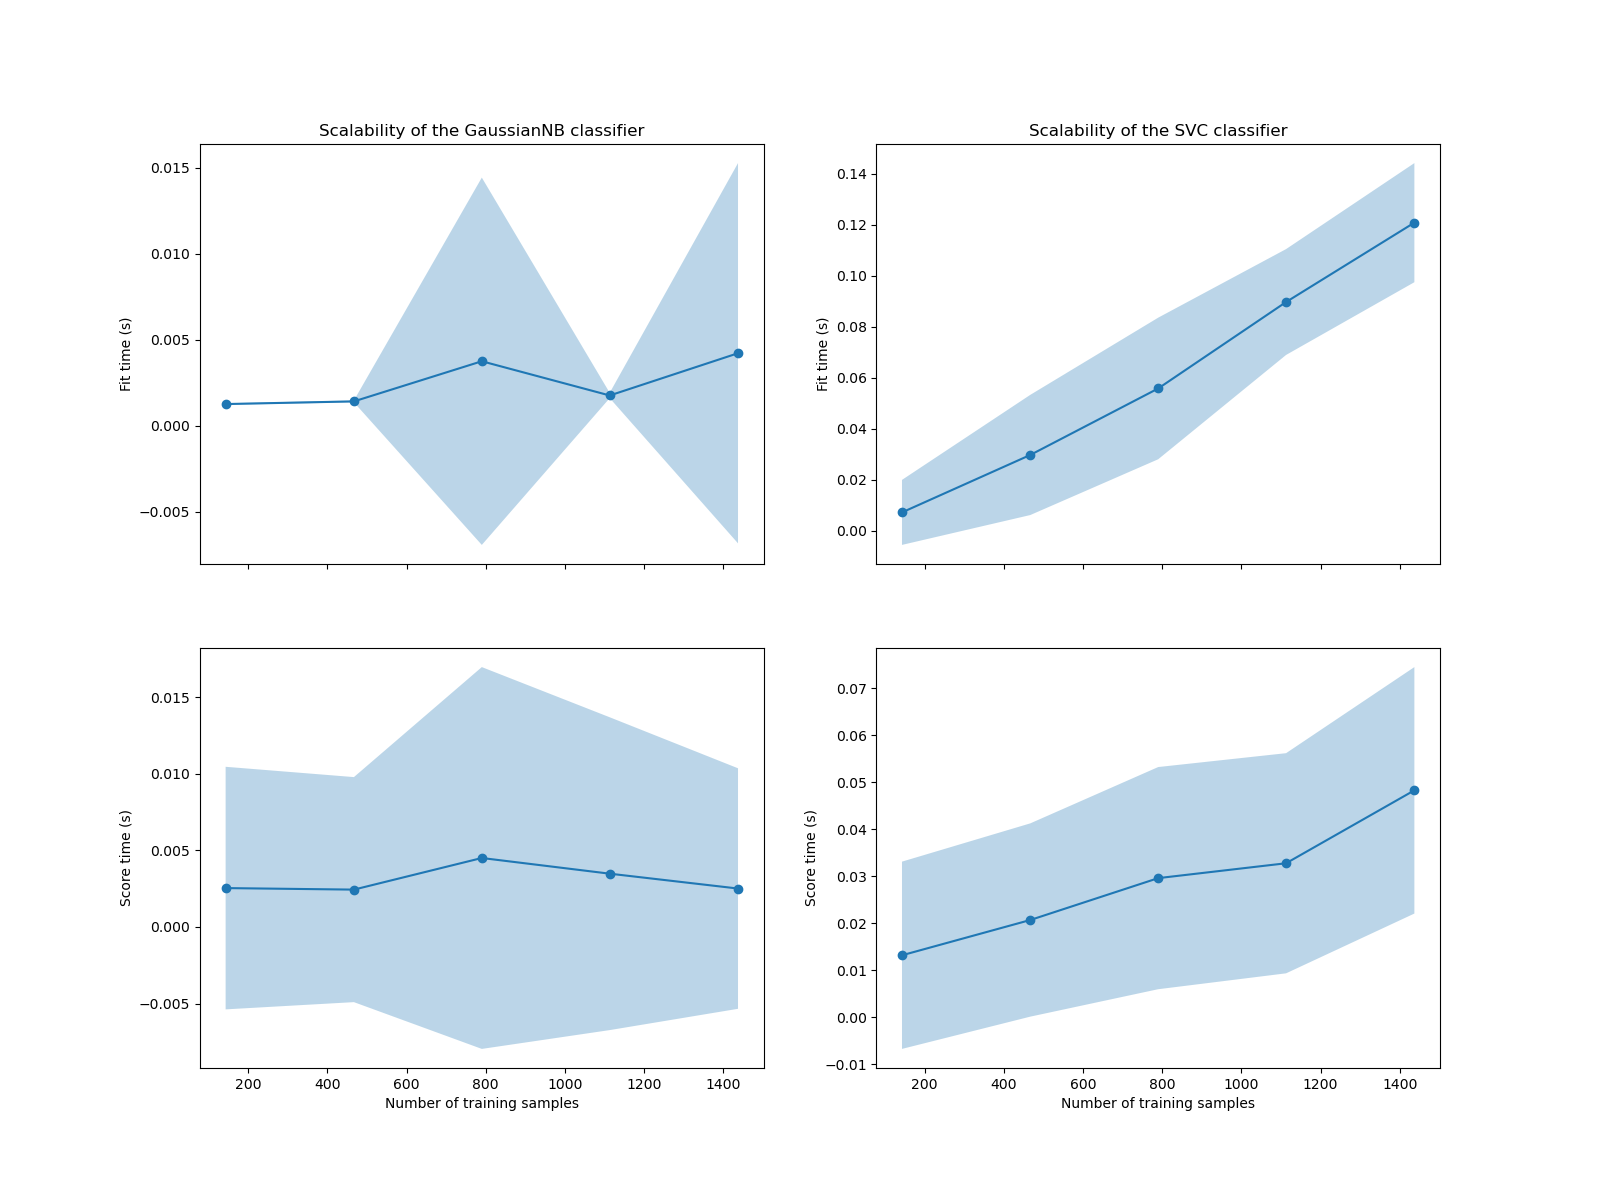 Scalability of the GaussianNB classifier
0.015
0.010
0.005
0.000
−0.005
Fit time (s)
Scalability of the SVC classifier
0.14
0.12
0.10
0.08
0.06
0.04
0.02
0.00
Fit time (s)
0.015
0.010
0.005
0.000
−0.005
Score time (s)
200 400 600 800 1000 1200 1400
Number of training samples
0.07
0.06
0.05
0.04
0.03
0.02
0.01
0.00
−0.01
Score time (s)
200 400 600 800 1000 1200 1400
Number of training samples